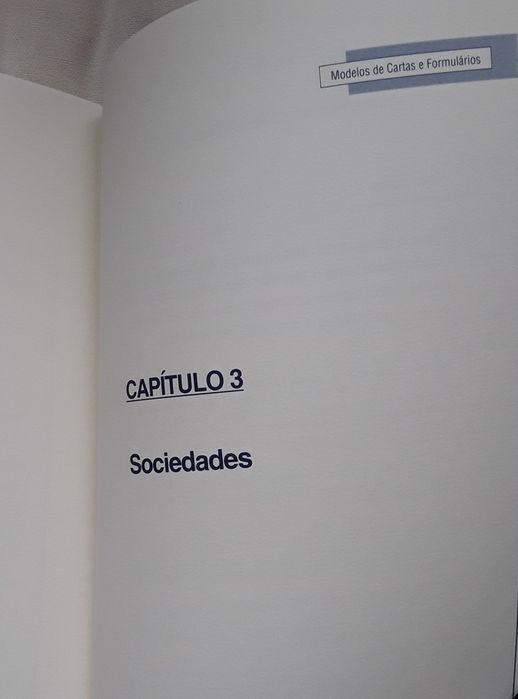 Modelos de Cartas e Formulários
CAPÍTULO 3
Sociedades